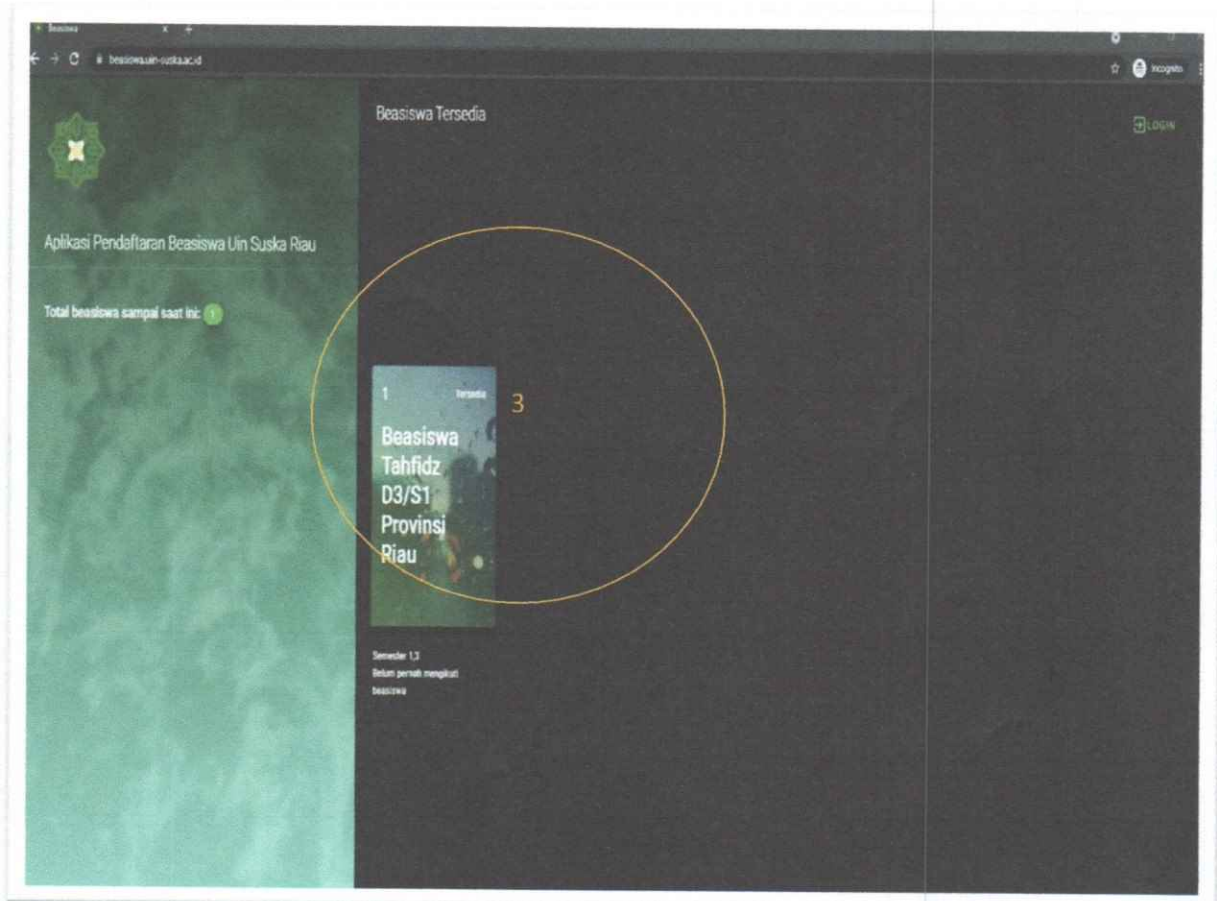 Beasiswa
beasiswa.uin-suska.ac.id
Incognito
Beasiswa Tersedia
LOGIN
Aplikasi Pendaftaran Beasiswa Uin Suska Riau
Total beasiswa sampai saat ini: 1
1 Tersedia
3
Beasiswa
Tahfidz
D3/S1
Provinsi
Riau
Semester 1,3
Belum pernah mengikuti
beasiswa